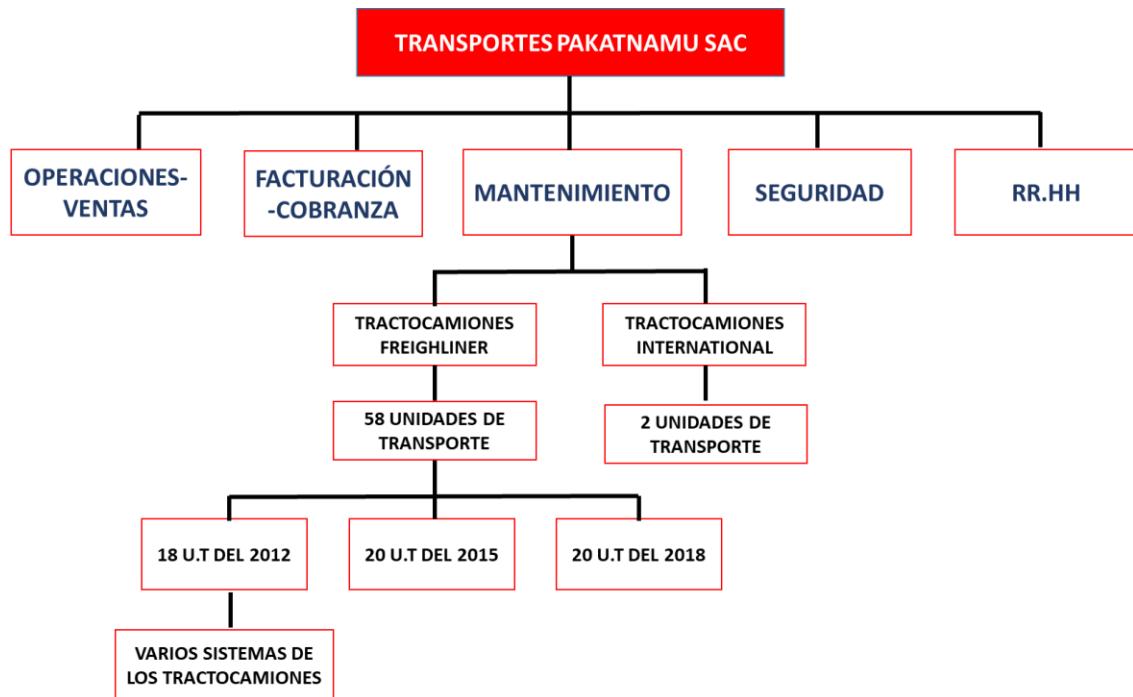 TRANSPORTES PAKATNAMU SAC
OPERACIONES-
VENTAS
FACTURACIÓN
-COBRANZA
MANTENIMIENTO
SEGURIDAD
RR.HH
TRACTOCAMIONES
FREIGHLINER
TRACTOCAMIONES
INTERNATIONAL
58 UNIDADES DE
TRANSPORTE
2 UNIDADES DE
TRANSPORTE
18 U.T DEL 2012
20 U.T DEL 2015
20 U.T DEL 2018
VARIOS SISTEMAS DE
LOS TRACTOCAMIONES